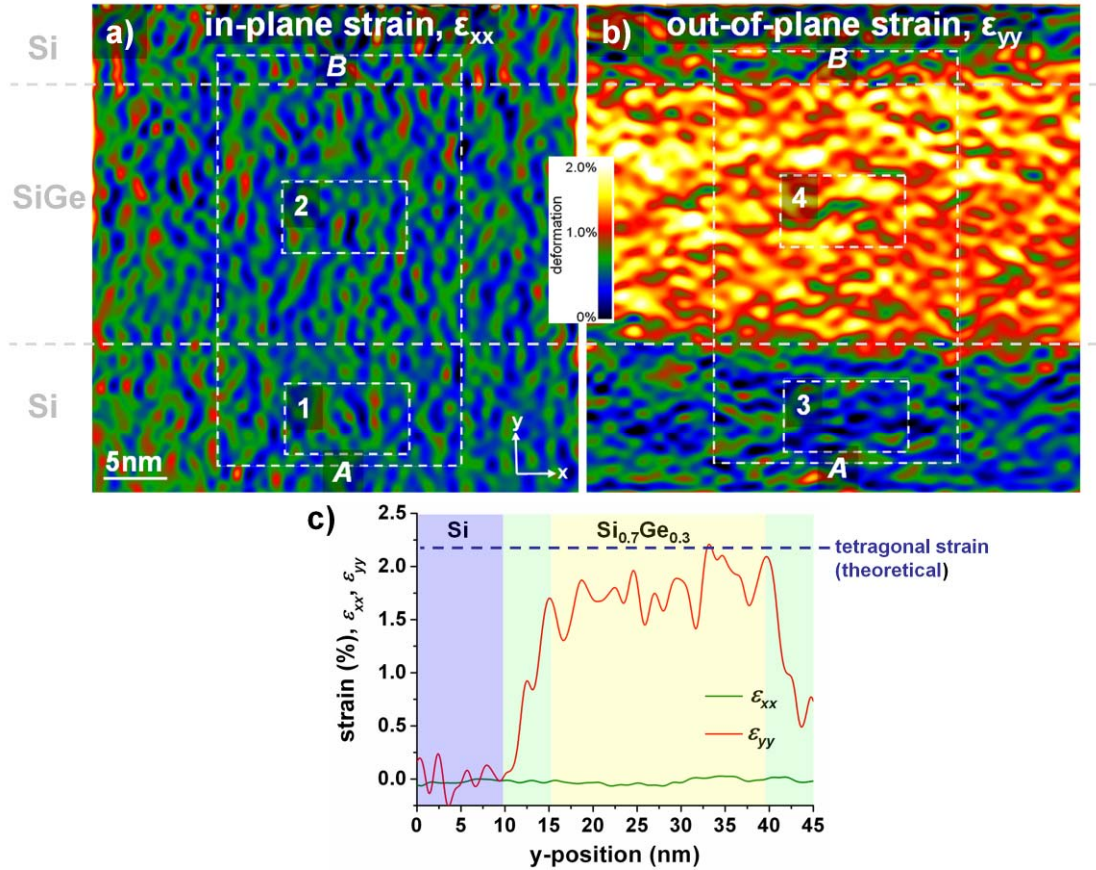 a) in-plane strain, εxx
b) out-of-plane strain, εyy
Si
SiGe
Si
B
2
1
A
5nm
y
x
B
4
3
A
2.0%
1.0%
0%
deformation
c)
Si
Si0.7Ge0.3
tetragonal strain
(theoretical)
strain (%), εxx, εyy
2.5
2.0
1.5
1.0
0.5
0.0
εxx
εyy
0 5 10 15 20 25 30 33 40 45
y-position (nm)